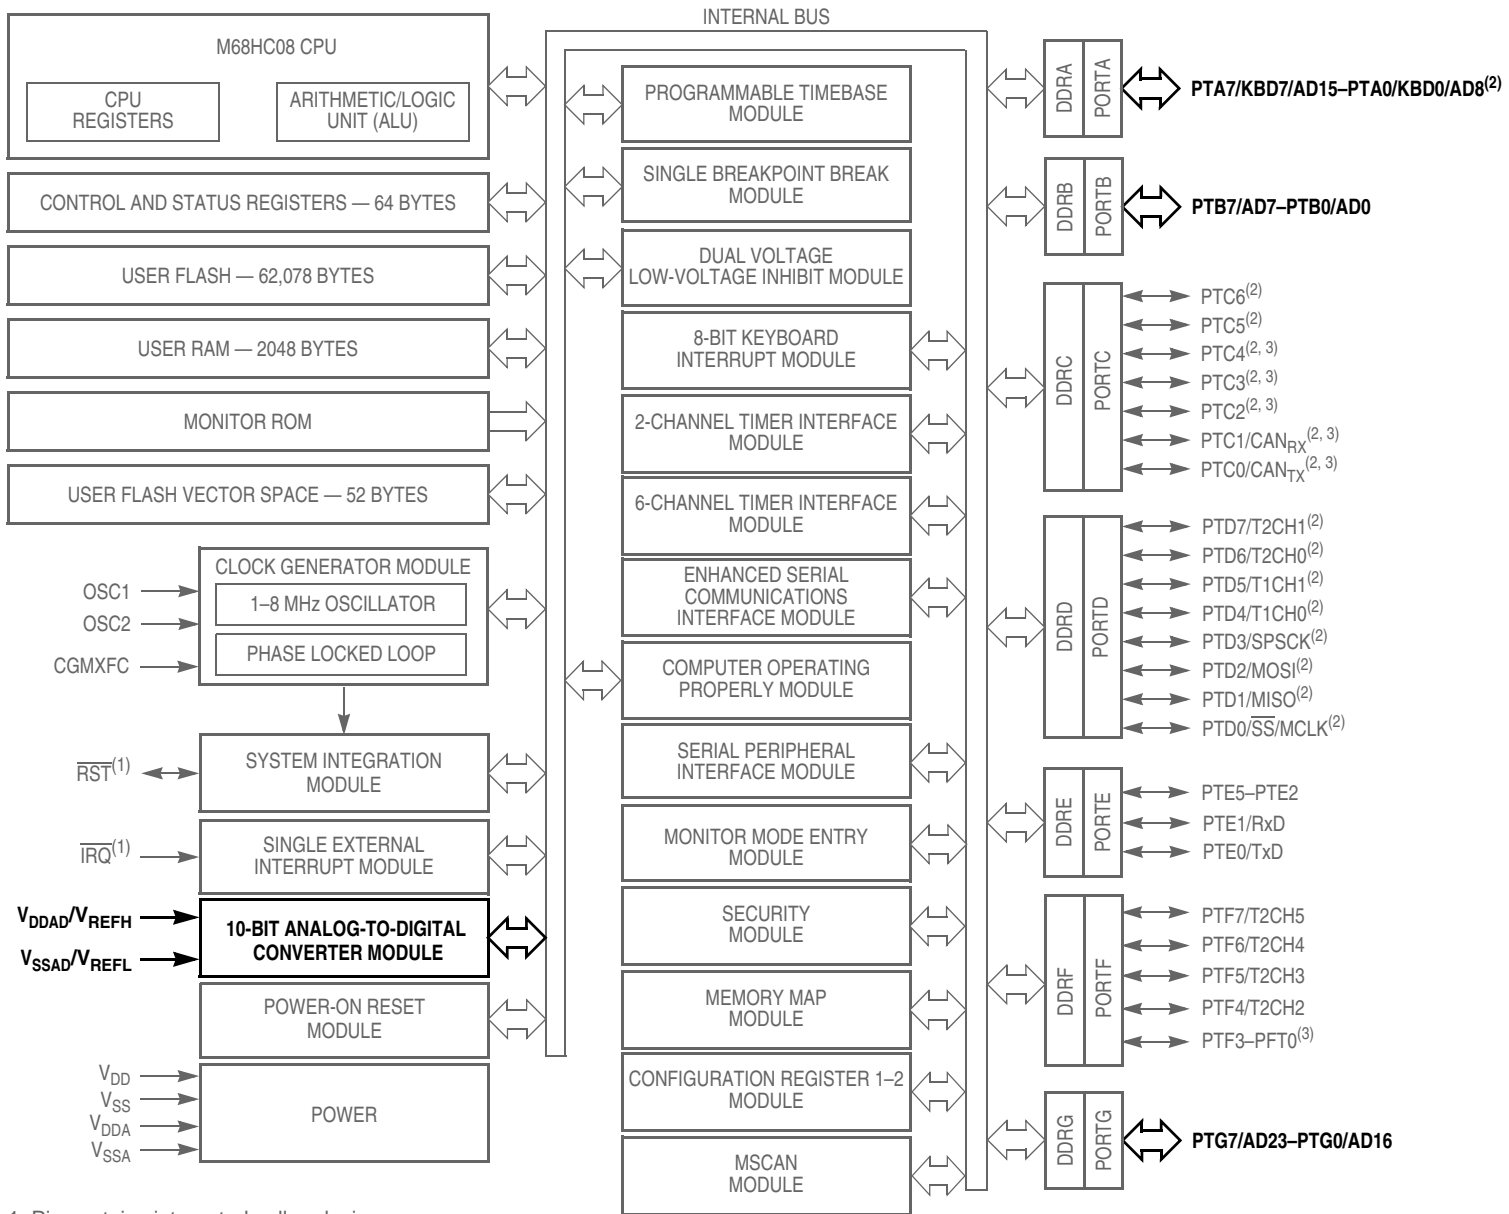 INTERNAL BUS
M68HC08 CPU
CPU
REGISTERS
ARITHMETIC/LOGIC
UNIT (ALU)
CONTROL AND STATUS REGISTERS — 64 BYTES
USER FLASH — 62,078 BYTES
USER RAM — 2048 BYTES
MONITOR ROM
USER FLASH VECTOR SPACE — 52 BYTES
OSC1
OSC2
CGMXFC
CLOCK GENERATOR MODULE
1–8 MHz OSCILLATOR
PHASE LOCKED LOOP
RST(1)
SYSTEM INTEGRATION
MODULE
IRQ(1)
SINGLE EXTERNAL
INTERRUPT MODULE
VDDAD/VREFH
VSSAD/VREFL
10-BIT ANALOG-TO-DIGITAL
CONVERTER MODULE
POWER-ON RESET
MODULE
VDD
VSS
VDDA
VSSA
POWER
PROGRAMMABLE TIMEBASE
MODULE
SINGLE BREAKPOINT BREAK
MODULE
DUAL VOLTAGE
LOW-VOLTAGE INHIBIT MODULE
8-BIT KEYBOARD
INTERRUPT MODULE
2-CHANNEL TIMER INTERFACE
MODULE
6-CHANNEL TIMER INTERFACE
MODULE
ENHANCED SERIAL
COMMUNICATIONS
INTERFACE MODULE
COMPUTER OPERATING
PROPERLY MODULE
SERIAL PERIPHERAL
INTERFACE MODULE
MONITOR MODE ENTRY
MODULE
SECURITY
MODULE
MEMORY MAP
MODULE
CONFIGURATION REGISTER 1–2
MODULE
MSCAN
MODULE
DDRA
PORTA
PTA7/KBD7/AD15–PTA0/KBD0/AD8(2)
DDRB
PORTB
PTB7/AD7–PTB0/AD0
DDRC
PORTC
PTC6(2)
PTC5(2)
PTC4(2, 3)
PTC3(2, 3)
PTC2(2, 3)
PTC1/CANRX(2, 3)
PTC0/CANTX(2, 3)
DDRD
PORTD
PTD7/T2CH1(2)
PTD6/T2CH0(2)
PTD5/T1CH1(2)
PTD4/T1CH0(2)
PTD3/SPSCK(2)
PTD2/MOSI(2)
PTD1/MISO(2)
PTD0/SS/MCLK(2)
DDRE
PORTE
PTE5–PTE2
PTE1/RxD
PTE0/TxD
DDRF
PORTF
PTF7/T2CH5
PTF6/T2CH4
PTF5/T2CH3
PTF4/T2CH2
PTF3–PFT0(3)
DDRG
PORTG
PTG7/AD23–PTG0/AD16